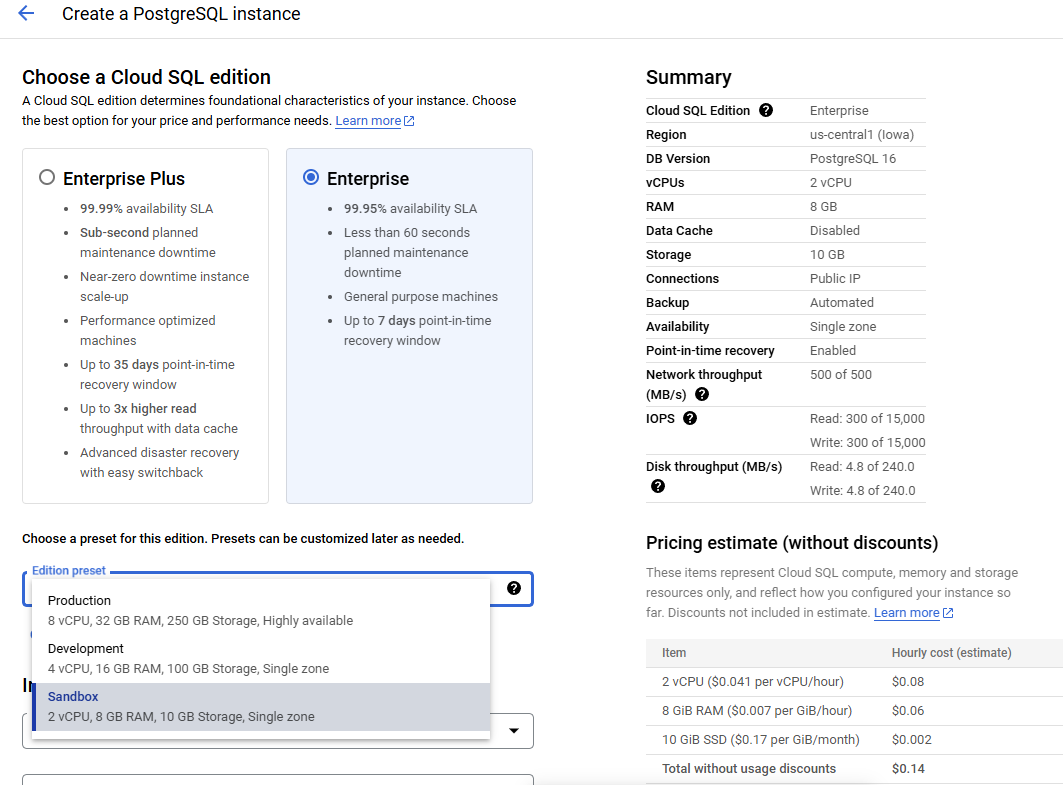 Create a PostgreSQL instance
Choose a Cloud SQL edition
A Cloud SQL edition determines foundational characteristics of your instance. Choose
the best option for your price and performance needs. Learn more
Enterprise Plus
99.99% availability SLA
Sub-second planned
maintenance downtime
Near-zero downtime instance
scale-up
Performance optimized
machines
Up to 35 days point-in-time
recovery window
Up to 3x higher read
throughput with data cache
Advanced disaster recovery
with easy switchback
Enterprise
99.95% availability SLA
Less than 60 seconds
planned maintenance
downtime
General purpose machines
Up to 7 days point-in-time
recovery window
Choose a preset for this edition. Presets can be customized later as needed.
Edition preset
Production
8 vCPU, 32 GB RAM, 250 GB Storage, Highly available
Development
4 vCPU, 16 GB RAM, 100 GB Storage, Single zone
Sandbox
2 vCPU, 8 GB RAM, 10 GB Storage, Single zone
Summary
Cloud SQL Edition Enterprise
Region us-central1 (Iowa)
DB Version PostgreSQL 16
vCPUs 2 vCPU
RAM 8 GB
Data Cache Disabled
Storage 10 GB
Connections Public IP
Backup Automated
Availability Single zone
Point-in-time recovery Enabled
Network throughput 500 of 500
(MB/s)
IOPS Read: 300 of 15,000
Write: 300 of 15,000
Disk throughput (MB/s) Read: 4.8 of 240.0
Write: 4.8 of 240.0
Pricing estimate (without discounts)
These items represent Cloud SQL compute, memory and storage
resources only, and reflect how you configured your instance so
far. Discounts not included in estimate. Learn more
Item Hourly cost (estimate)
2 vCPU ($0.041 per vCPU/hour) $0.08
8 GiB RAM ($0.007 per GiB/hour) $0.06
10 GiB SSD ($0.17 per GiB/month) $0.002
Total without usage discounts $0.14